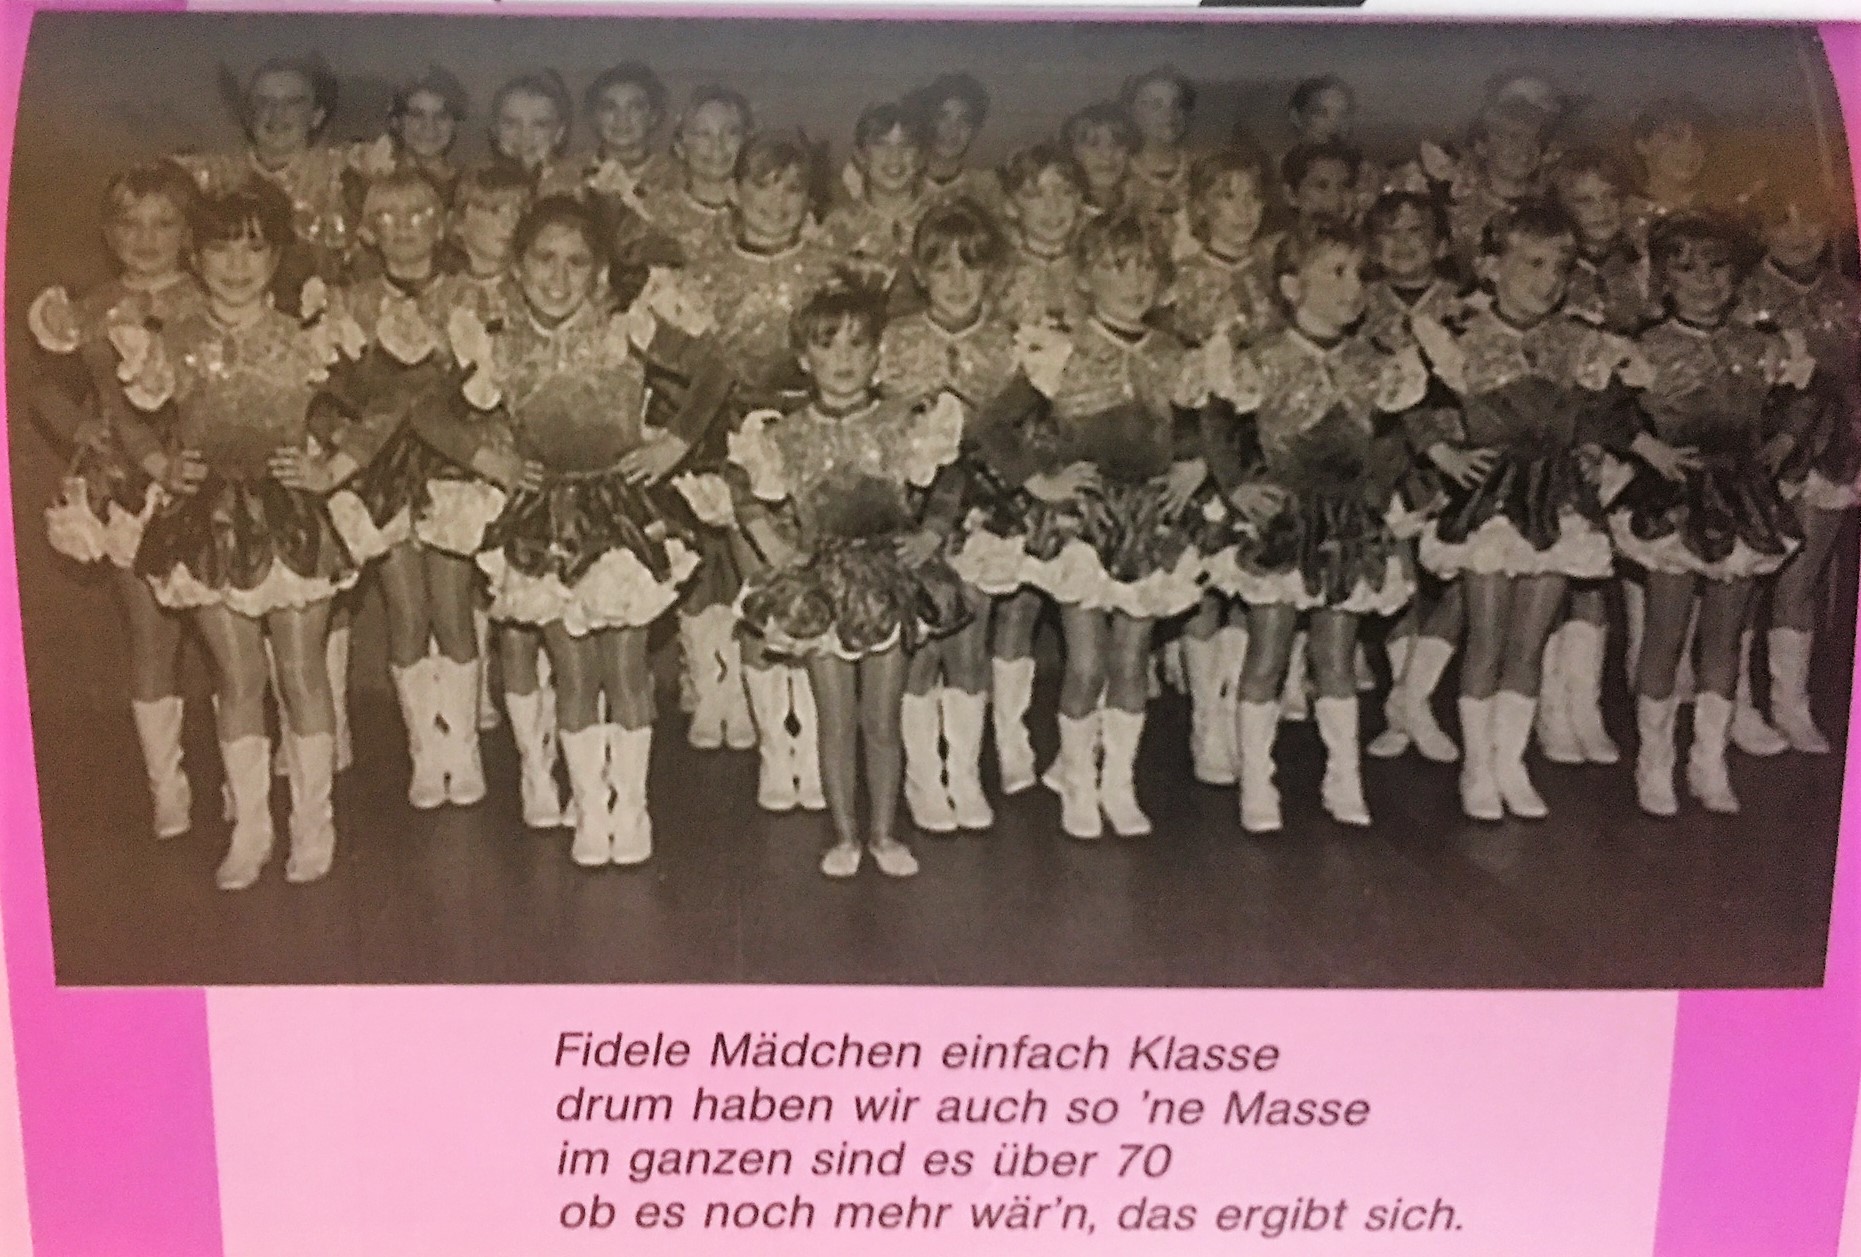 Fidele Mädchen einfach Klasse
drum haben wir auch so 'ne Masse
im ganzen sind es über 70
ob es noch mehr wär'n, das ergibt sich.